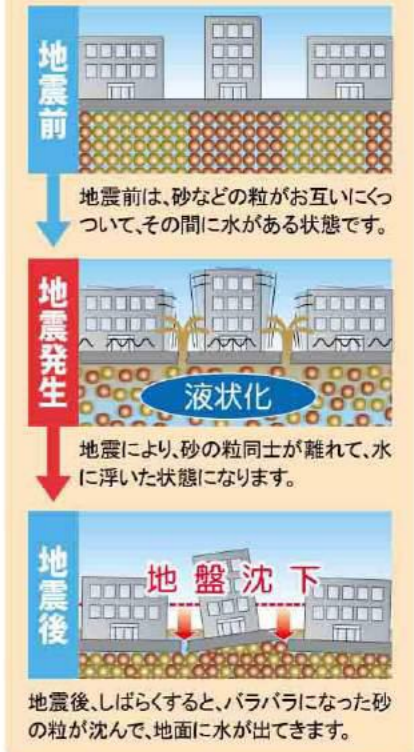 地震前
地震前は、砂などの粒がお互いにくっ
ついて、その間に水がある状態です。
地震発生
液状化
地震により、砂の粒同士が離れて、水
に浮いた状態になります。
地震後
地盤沈下
地震後、しばらくすると、バラバラになった砂
の粒が沈んで、地面に水が出てきます。